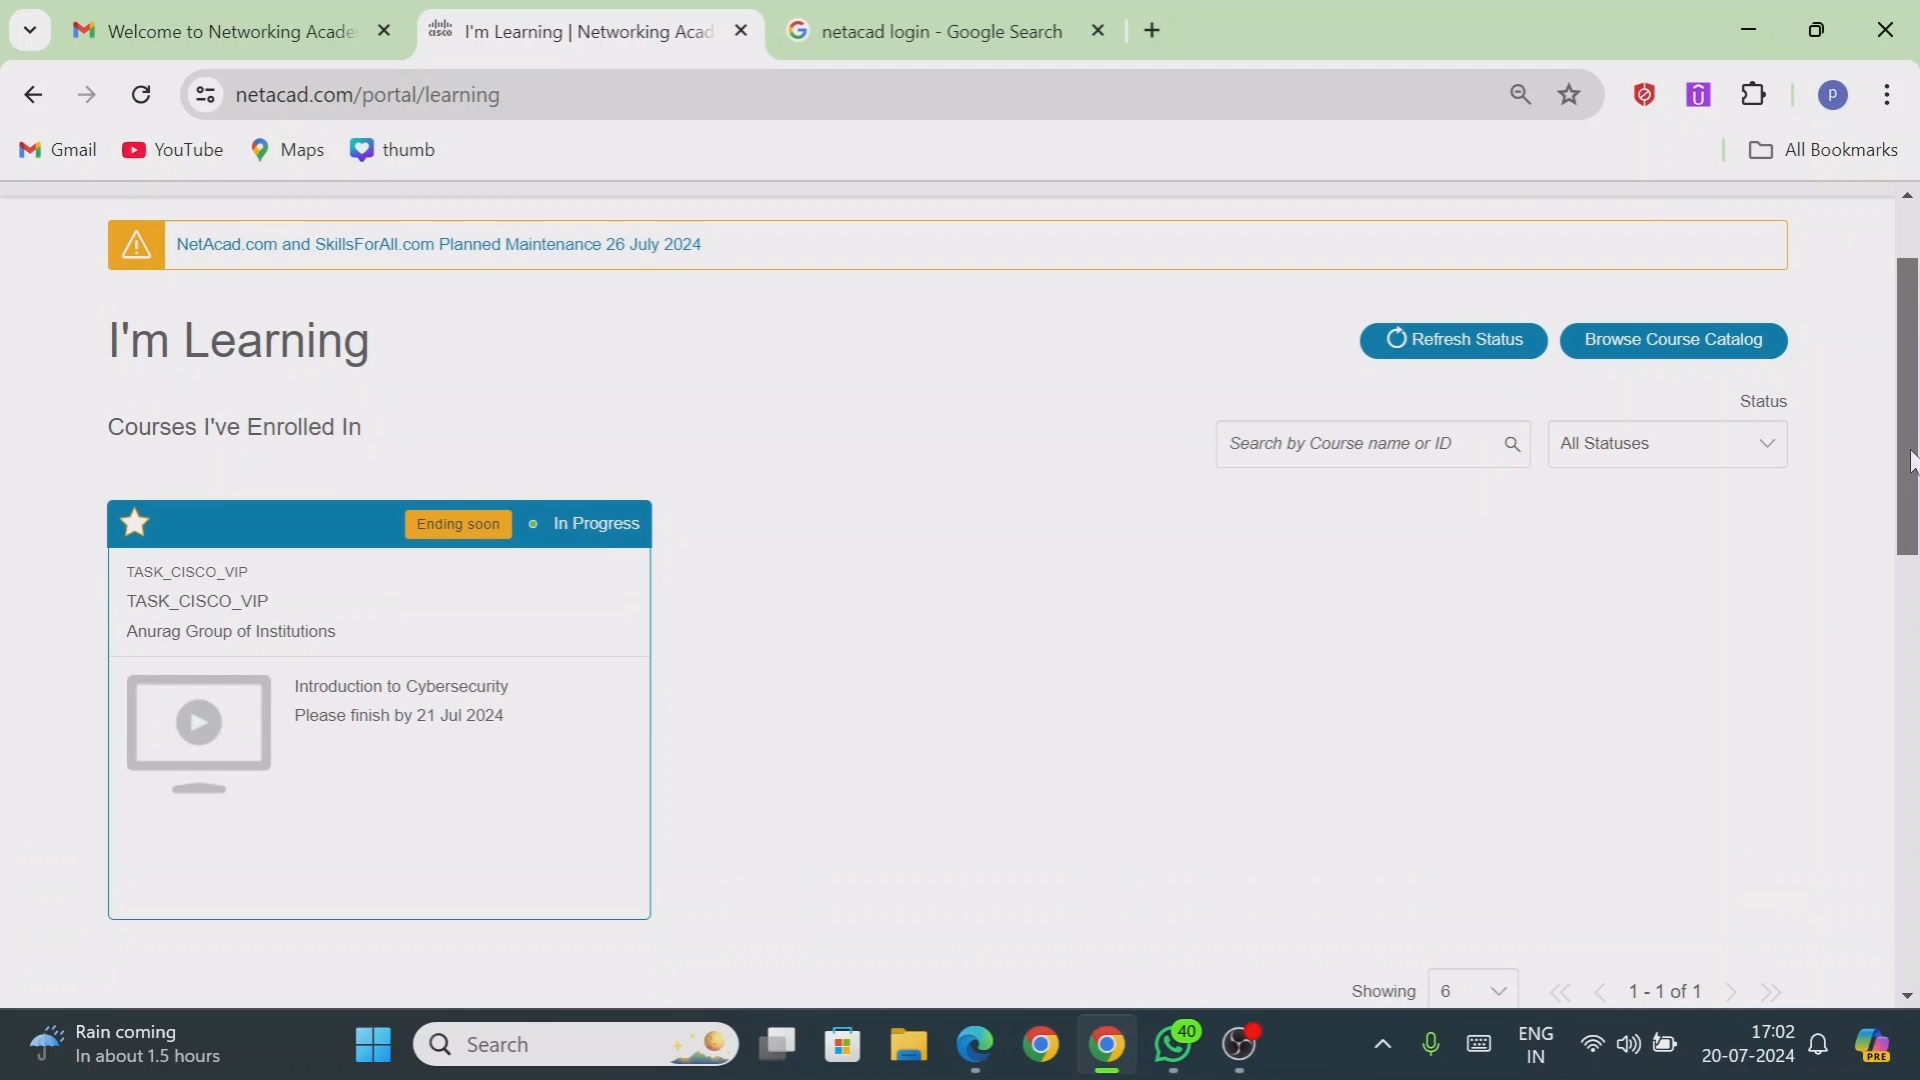 Welcome to Networking Acade
I'm Learning | Networking Acad
netacad login - Google Search
netacad.com/portal/learning
p
Gmail
YouTube
Maps
thumb
All Bookmarks
NetAcad.com and SkillsForAll.com Planned Maintenance 26 July 2024
I'm Learning
Refresh Status
Browse Course Catalog
Status
Courses I've Enrolled In
Search by Course name or ID
All Statuses
Ending soon
In Progress
TASK_CISCO_VIP
TASK_CISCO_VIP
Anurag Group of Institutions
Introduction to Cybersecurity
Please finish by 21 Jul 2024
Showing
6
1 - 1 of 1
Rain coming
In about 1.5 hours
Search
40
ENG
IN
17:02
20-07-2024
PRE